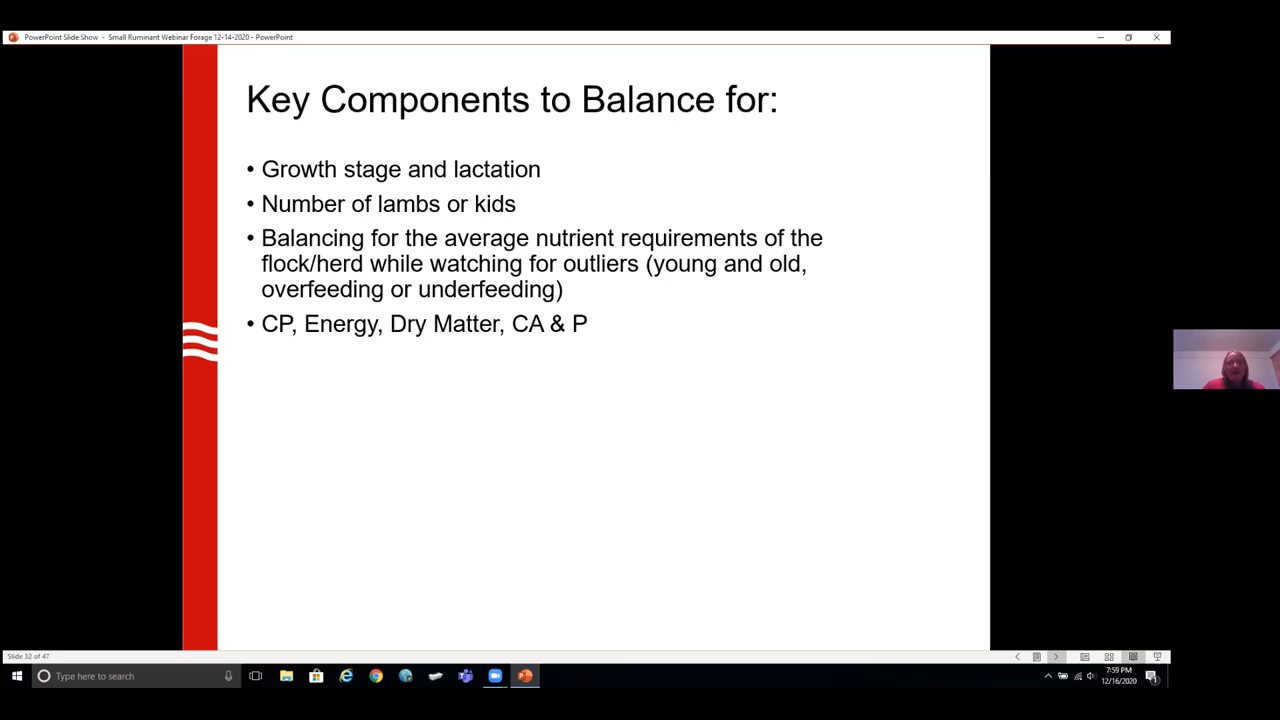 PowerPoint Slide Show - Small Ruminant Webinar Forage 12-14-2020 - PowerPoint
Key Components to Balance for:
• Growth stage and lactation
• Number of lambs or kids
• Balancing for the average nutrient requirements of the
flock/herd while watching for outliers (young and old,
overfeeding or underfeeding)
• CP, Energy, Dry Matter, CA & P
Slide 32 of 47
Type here to search
7:59 PM
12/16/2020